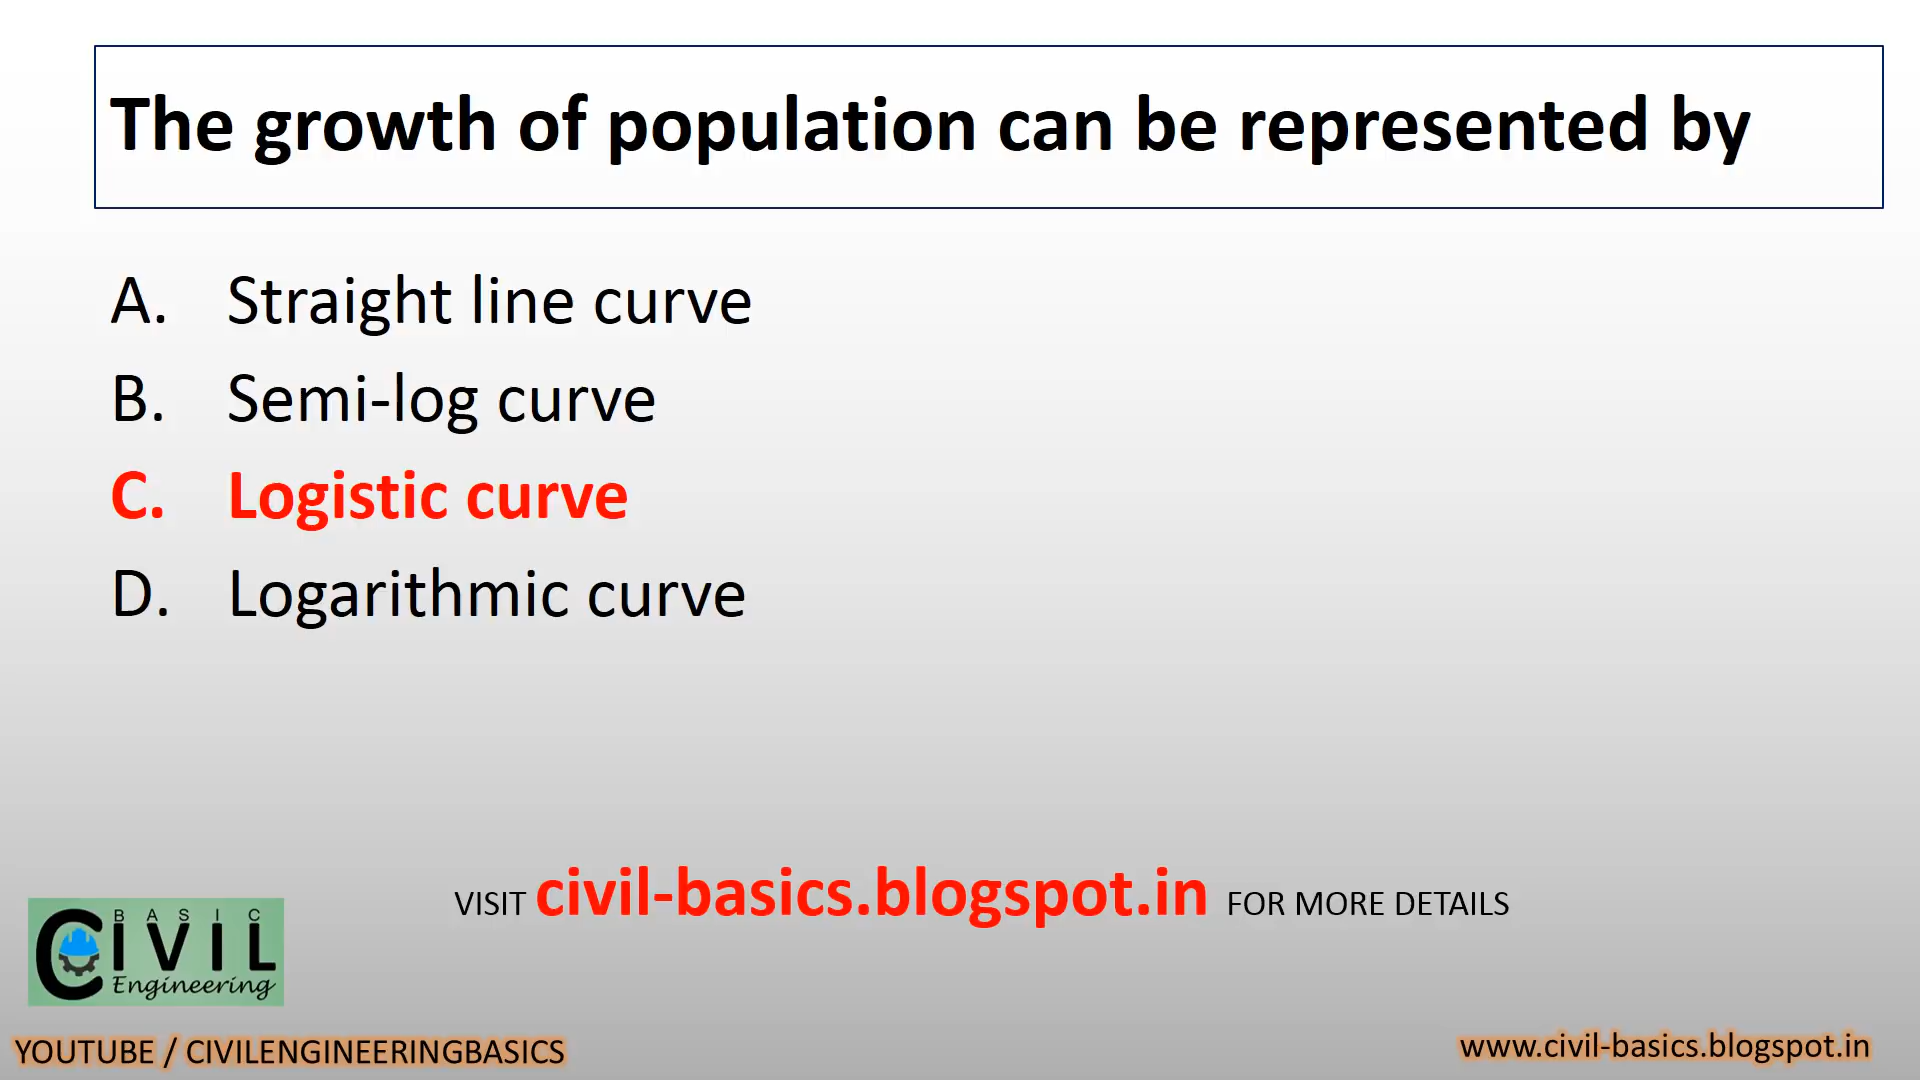 The growth of population can be represented by
A. Straight line curve
B. Semi-log curve
C. Logistic curve
D. Logarithmic curve
VISIT civil-basics.blogspot.in FOR MORE DETAILS
BASIC
CIVIL
Engineering
YOUTUBE / CIVILENGINEERINGBASICS
www.civil-basics.blogspot.in